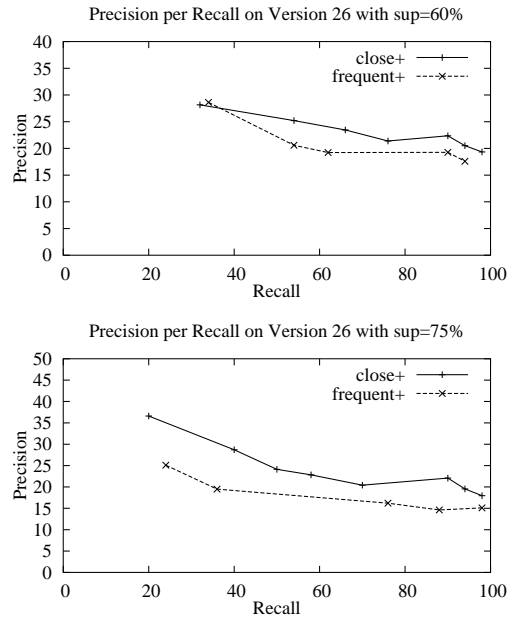 Precision per Recall on Version 26 with sup=60%
40
35
30
25
20
15
10
5
0
Precision
close+
frequent+
0 20 40 60 80 100
Recall
Precision per Recall on Version 26 with sup=75%
50
45
40
35
30
25
20
15
10
5
0
Precision
close+
frequent+
0 20 40 60 80 100
Recall